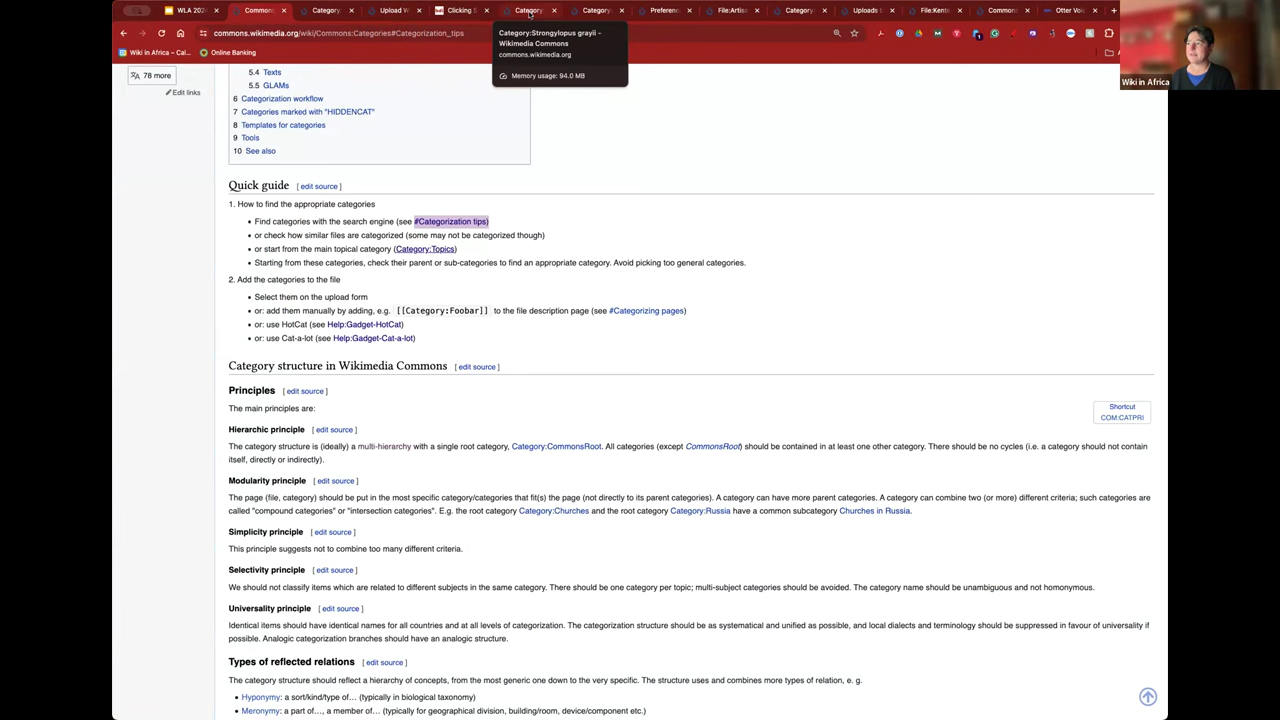 WLA 202
Commons
Category:
Upload W
Clicking S
Category:
Category:
Preferenc
File:Artisa
Category:
Uploads
File:Kente
Commons
Otter Voi
commons.wikimedia.org/wiki/Commons:Categories#Categorization_tips
Wiki in Africa – Cal...
Online Banking
Category:Strongylopus grayii –
Wikimedia Commons
commons.wikimedia.org
Memory usage: 94.0 MB
Wiki in Africa
78 more
Edit links
5.4 Texts
5.5 GLAMs
6 Categorization workflow
7 Categories marked with "HIDDENCAT"
8 Templates for categories
9 Tools
10 See also
Quick guide [ edit source ]
1. How to find the appropriate categories
• Find categories with the search engine (see #Categorization tips)
• or check how similar files are categorized (some may not be categorized though)
• or start from the main topical category (Category:Topics)
• Starting from these categories, check their parent or sub-categories to find an appropriate category. Avoid picking too general categories.
2. Add the categories to the file
• Select them on the upload form
• or: add them manually by adding, e.g. [[Category:Foobar]] to the file description page (see #Categorizing pages)
• or: use HotCat (see Help:Gadget-HotCat)
• or: use Cat-a-lot (see Help:Gadget-Cat-a-lot)
Category structure in Wikimedia Commons [ edit source ]
Principles [ edit source ]
The main principles are:
Shortcut
COM:CATPRI
Hierarchic principle [ edit source ]
The category structure is (ideally) a multi-hierarchy with a single root category, Category:CommonsRoot. All categories (except CommonsRoot) should be contained in at least one other category. There should be no cycles (i.e. a category should not contain
itself, directly or indirectly).
Modularity principle [ edit source ]
The page (file, category) should be put in the most specific category/categories that fit(s) the page (not directly to its parent categories). A category can have more parent categories. A category can combine two (or more) different criteria; such categories are
called "compound categories" or "intersection categories". E.g. the root category Category:Churches and the root category Category:Russia have a common subcategory Churches in Russia.
Simplicity principle [ edit source ]
This principle suggests not to combine too many different criteria.
Selectivity principle [ edit source ]
We should not classify items which are related to different subjects in the same category. There should be one category per topic; multi-subject categories should be avoided. The category name should be unambiguous and not homonymous.
Universality principle [ edit source ]
Identical items should have identical names for all countries and at all levels of categorization. The categorization structure should be as systematical and unified as possible, and local dialects and terminology should be suppressed in favour of universality if
possible. Analogic categorization branches should have an analogic structure.
Types of reflected relations [ edit source ]
The category structure should reflect a hierarchy of concepts, from the most generic one down to the very specific. The structure uses and combines more types of relation, e. g.
• Hyponymy: a sort/kind/type of… (typically in biological taxonomy)
• Meronymy: a part of…, a member of… (typically for geographical division, building/room, device/component etc.)